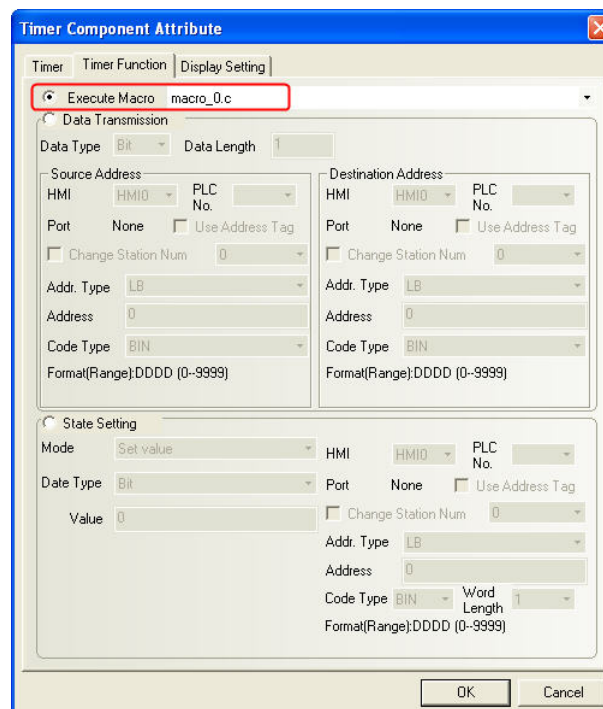 Timer Component Attribute
Timer Timer Function Display Setting
Execute Macro macro_0.c
Data Transmission
Data Type Bit Data Length 1
Source Address
HMI HMI0 PLC No.
Port None Use Address Tag
Change Station Num 0
Addr. Type LB
Address 0
Code Type BIN
Format(Range):DDDD (0--9999)
Destination Address
HMI HMI0 PLC No.
Port None Use Address Tag
Change Station Num 0
Addr. Type LB
Address 0
Code Type BIN
Format(Range):DDDD (0--9999)
State Setting
Mode Set value
Date Type Bit
Value 0
HMI HMI0 PLC No.
Port None Use Address Tag
Change Station Num 0
Addr. Type LB
Address 0
Code Type BIN Word Length 1
Format(Range):DDDD (0--9999)
OK Cancel